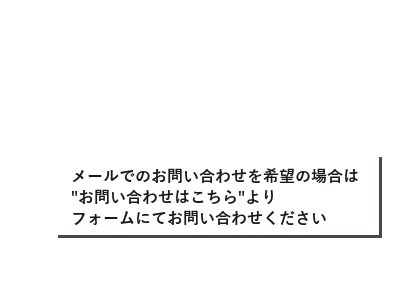 メールでのお問い合わせを希望の場合は
"お問い合わせはこちら"より
フォームにてお問い合わせください